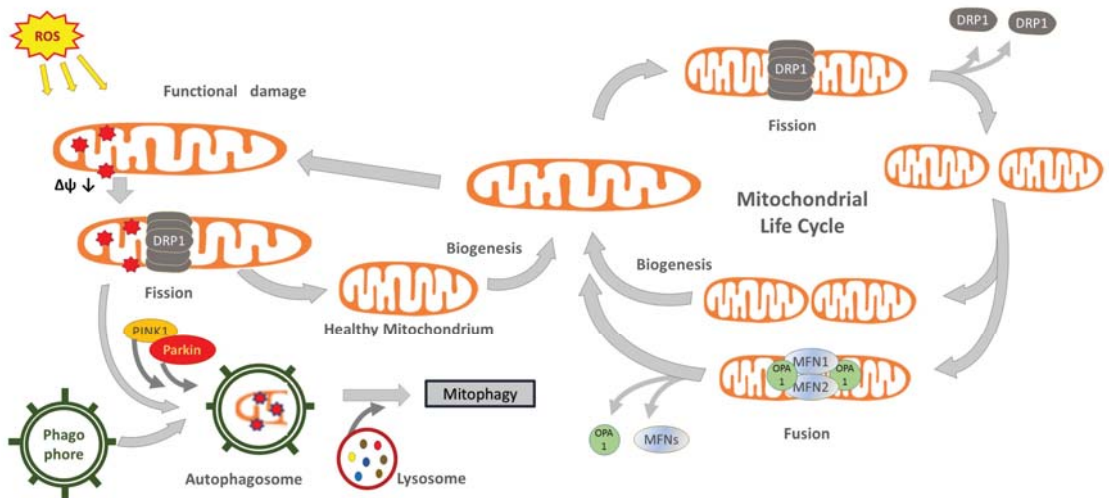 ROS
Functional damage
Δψ ↓
DRP1
Fission
PINK1
Parkin
Phago
phore
Autophagosome
Lysosome
Mitophagy
Healthy Mitochondrium
Biogenesis
Mitochondrial
Life Cycle
DRP1
Fission
DRP1
DRP1
Biogenesis
OPA
1
MFN1
MFN2
OPA
1
Fusion
OPA
1
MFNs